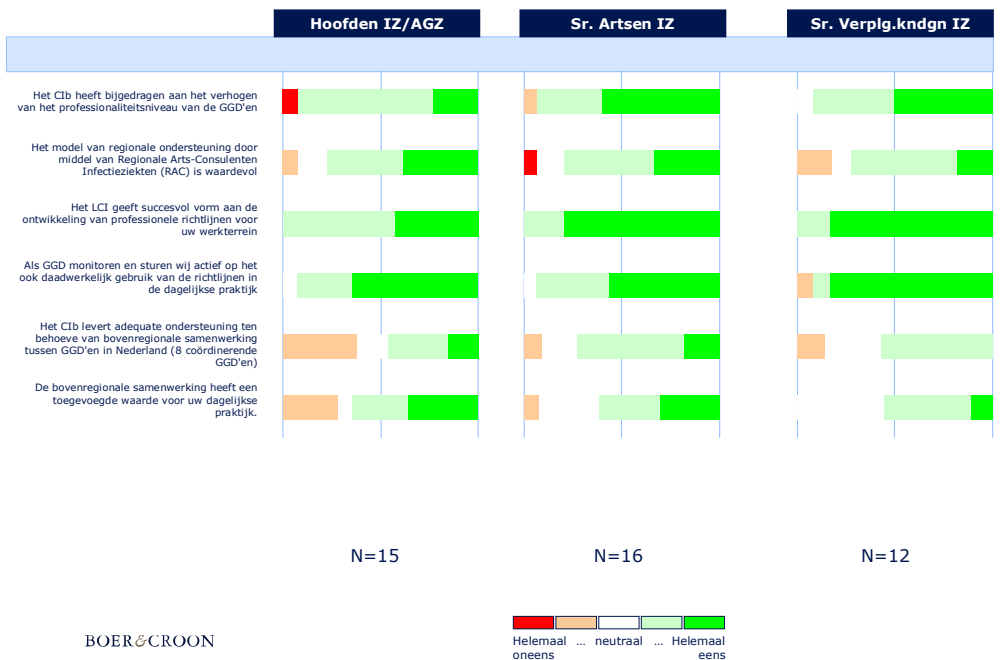 Hoofden IZ/AGZ
Sr. Artsen IZ
Sr. Verplg.kndgn IZ
Het CIb heeft bijgedragen aan het verhogen
van het professionaliteitsniveau van de GGD'en
Het model van regionale ondersteuning door
middel van Regionale Arts-Consulenten
Infectieziekten (RAC) is waardevol
Het LCI geeft succesvol vorm aan de
ontwikkeling van professionele richtlijnen voor
uw werkterrein
Als GGD monitoren en sturen wij actief op het
ook daadwerkelijk gebruik van de richtlijnen in
de dagelijkse praktijk
Het CIb levert adequate ondersteuning ten
behoeve van bovenregionale samenwerking
tussen GGD'en in Nederland (8 coördinerende
GGD'en)
De bovenregionale samenwerking heeft een
toegevoegde waarde voor uw dagelijkse
praktijk.
N=15
N=16
N=12
BOER&CROON
Helemaal ... neutraal ... Helemaal
oneens eens